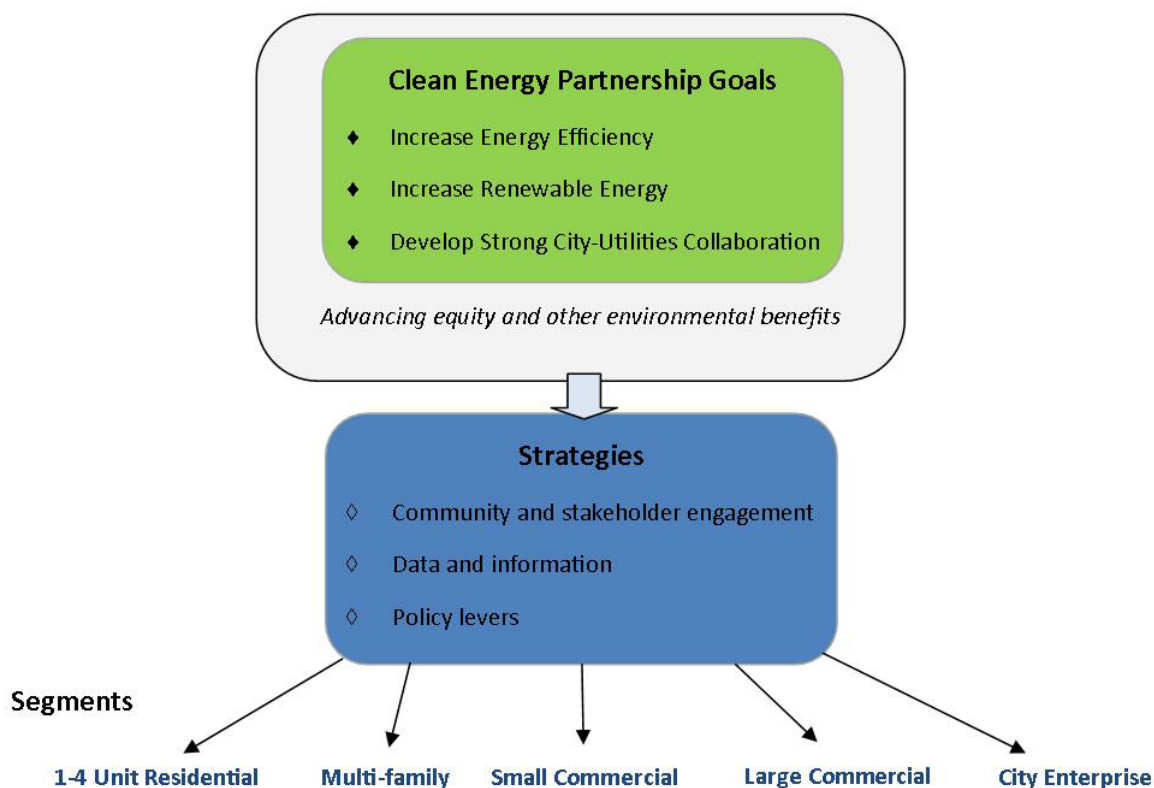 Clean Energy Partnership Goals
♦ Increase Energy Efficiency
♦ Increase Renewable Energy
♦ Develop Strong City-Utilities Collaboration
Advancing equity and other environmental benefits
Strategies
◊ Community and stakeholder engagement
◊ Data and information
◊ Policy levers
Segments
1-4 Unit Residential
Multi-family
Small Commercial
Large Commercial
City Enterprise